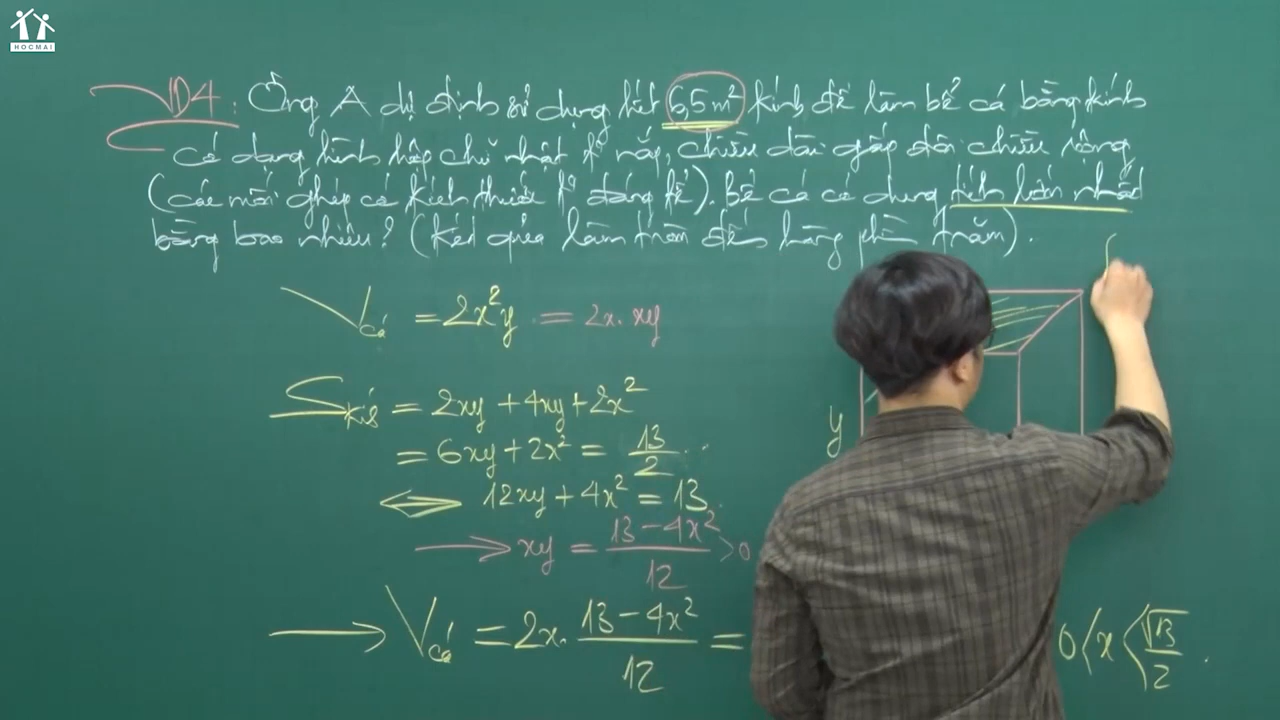 HOCMAI
VD4: Ông A dự định sử dụng hết 6,5m² kính để làm bể cá bằng kính
có dạng hình hộp chữ nhật k° nắp, chiều dài gấp đôi chiều rộng
(các mối ghép có kích thước k° đáng kể). Bể cá có dung tích lớn nhất
bằng bao nhiêu? (Kết quả làm tròn đến hàng phần trăm).
V_cá = 2x²y = 2x.xy
S_kính = 2xy + 4xy + 2x²
= 6xy + 2x² = 13/2
y
⟺ 12xy + 4x² = 13.
→ xy = (13 - 4x²)/12 > 0
→ V_cá = 2x. (13 - 4x²)/12 =
0 < x < √13/2 .